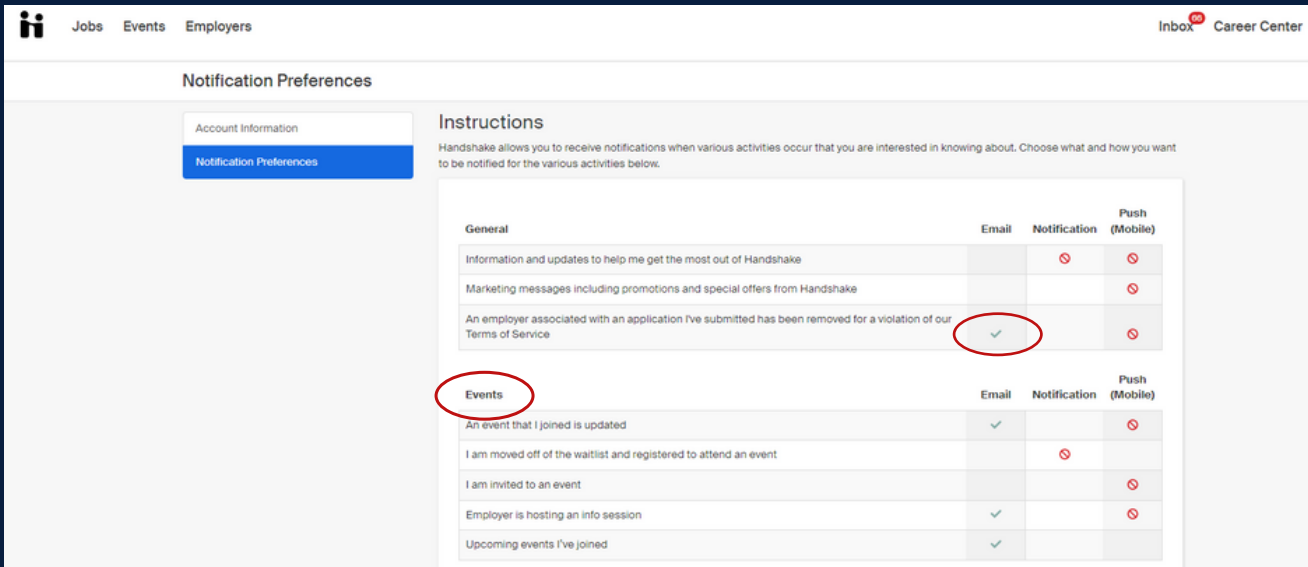 Jobs Events Employers Inbox Career Center
Notification Preferences
Account Information
Notification Preferences
Instructions
Handshake allows you to receive notifications when various activities occur that you are interested in knowing about. Choose what and how you want
to be notified for the various activities below.
General Email Notification Push (Mobile)
Information and updates to help me get the most out of Handshake
Marketing messages including promotions and special offers from Handshake
An employer associated with an application I've submitted has been removed for a violation of our
Terms of Service
Events Email Notification Push (Mobile)
An event that I joined is updated
I am moved off of the waitlist and registered to attend an event
I am invited to an event
Employer is hosting an info session
Upcoming events I've joined